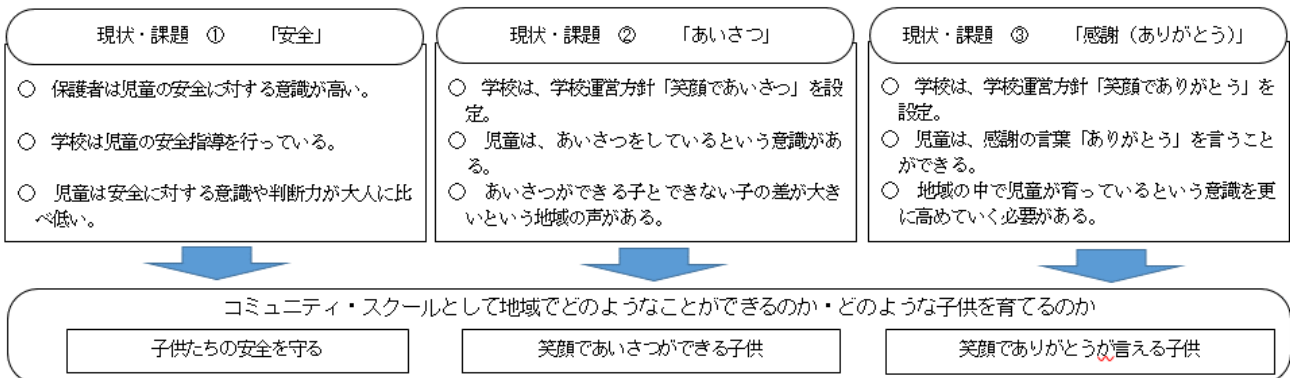 現状・課題　①　　「安全」
○　保護者は児童の安全に対する意識が高い。
○　学校は児童の安全指導を行っている。
○　児童は安全に対する意識や判断力が大人に比
べ低い。
現状・課題　②　　「あいさつ」
○　学校は、学校運営方針「笑顔であいさつ」を設
定。
○　児童は、あいさつをしているという意識があ
る。
○　あいさつができる子とできない子の差が大き
いという地域の声がある。
現状・課題　③　　「感謝（ありがとう）」
○　学校は、学校運営方針「笑顔でありがとう」を
設定。
○　児童は、感謝の言葉「ありがとう」を言うこと
ができる。
○　地域の中で児童が育っているという意識を更
に高めていく必要がある。
コミュニティ・スクールとして地域でどのようなことができるのか・どのような子供を育てるのか
子供たちの安全を守る
笑顔であいさつができる子供
笑顔でありがとうが言える子供